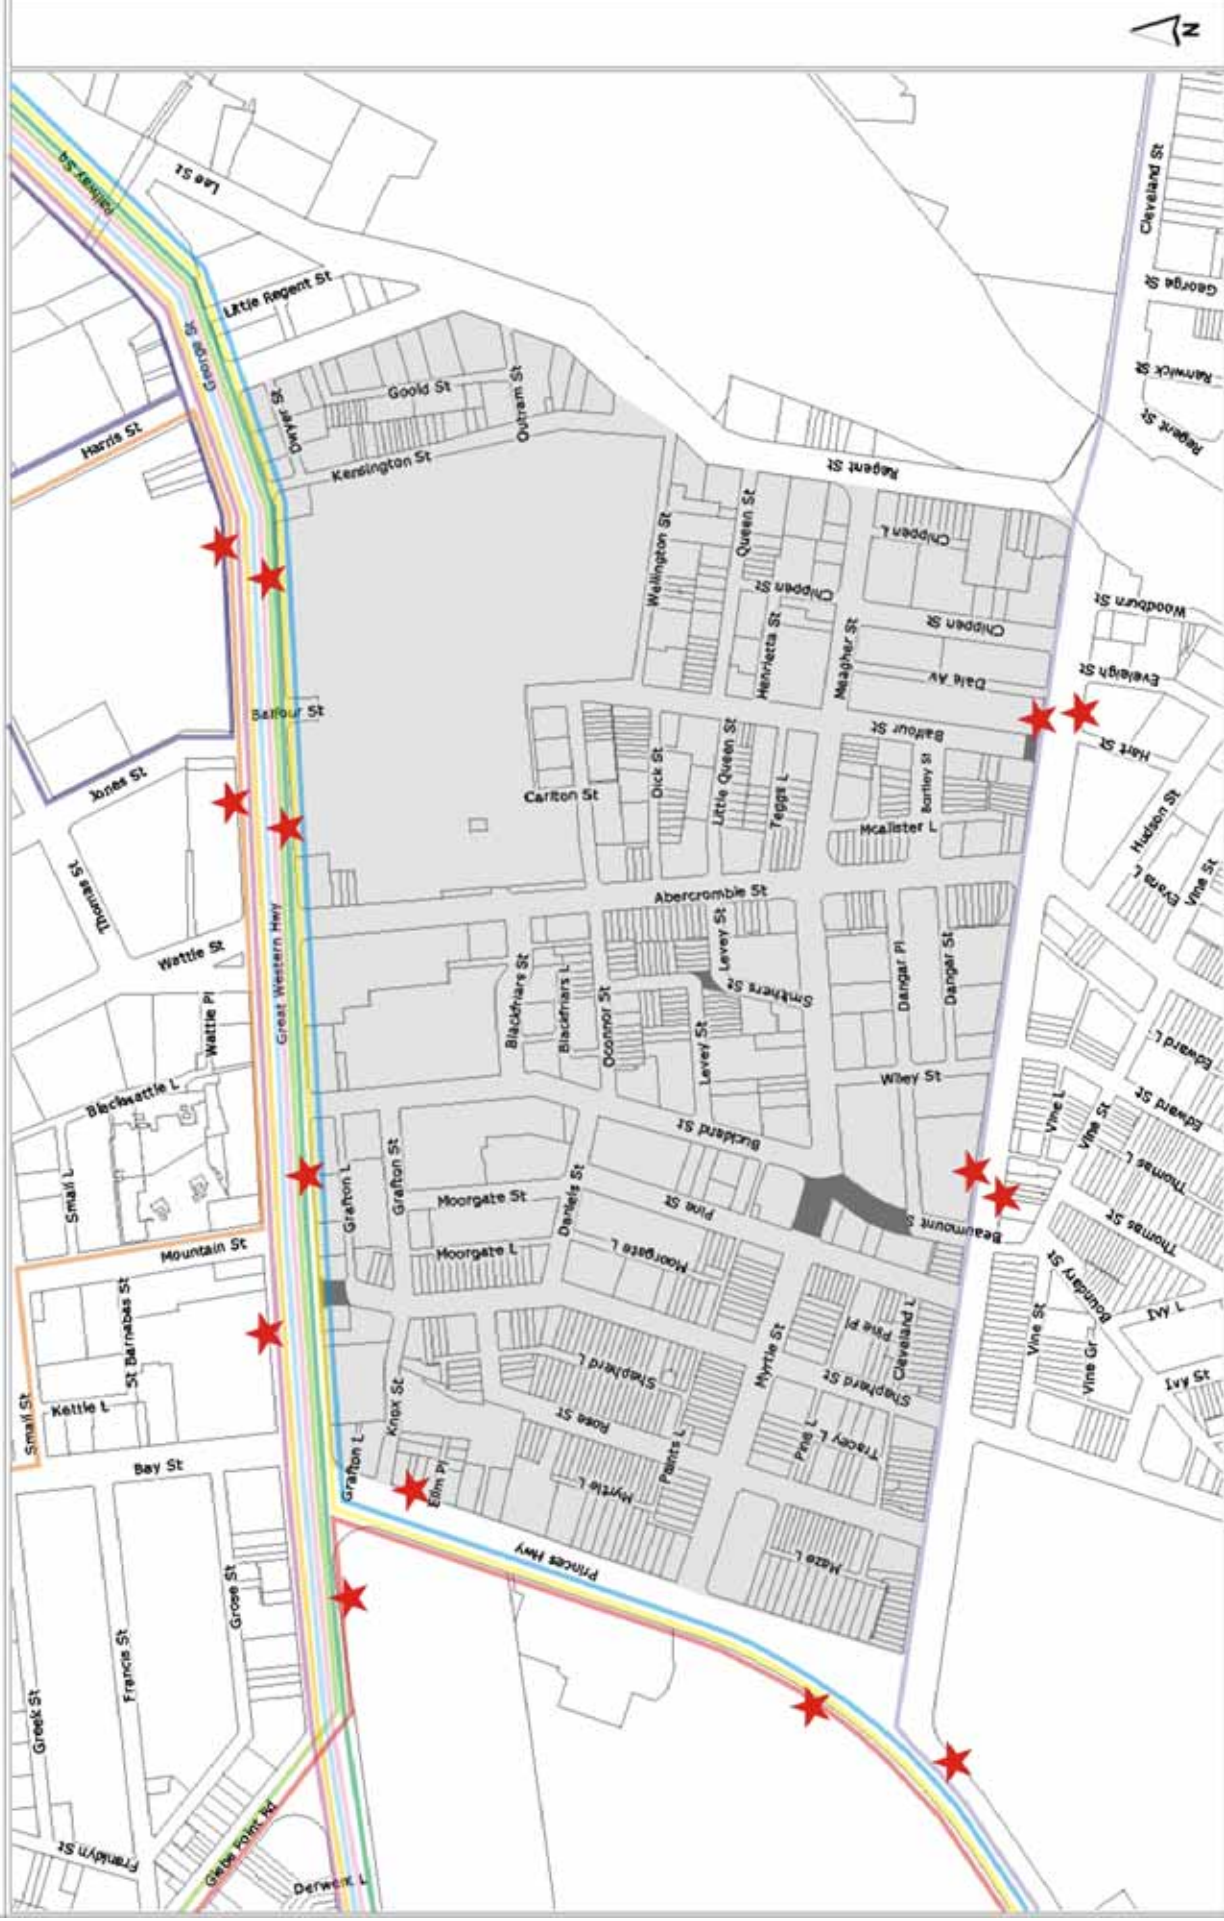 N
Railway Sq
Lee St
Cleveland St
George St
Little Regent St
George St
Renwick St
Regent St
Harris St
Dwyer St
Goold St
Outram St
Kensington St
Regent St
Wellington St
Queen St
Chippen L
Chippen St
Henrietta St
Meagher St
Chippen St
Woodburn St
Eveleigh St
Dale Av
Balfour St
Balfour St
Hart St
Jones St
Carlton St
Dick St
Little Queen St
Teggs L
Bartley St
Mcalister L
Hudson St
Evans L
Vine St
Thomas St
Wattle St
Great Western Hwy
Abercrombie St
Levey St
Smithers St
Dangar Pl
Dangar St
Wattle Pl
Blackfriars St
Blackfriars L
Oconnor St
Levey St
Wiley St
Edward L
Edward St
Blackwattle L
Vine L
Vine St
Thomas L
Thomas St
Small L
Grafton L
Grafton St
Moorgate St
Daniels St
Buckland St
Pine St
Beaumount S
Mountain St
Moorgate L
Moorgate L
Boundary St
Ivy L
St Barnabas St
Myrtle St
Pine Pl
Cleveland L
Vine St
Vine Gr
Ivy St
Small St
Kettle L
Knox St
Shepherd L
Shepherd St
Rose St
Bay St
Grafton L
Elim Pl
Myrtle L
Paints L
Pine L
Tracey L
Grose St
Princes Hwy
Maze L
Francis St
Greek St
Franklyn St
Glebe Point Rd
Derwent L